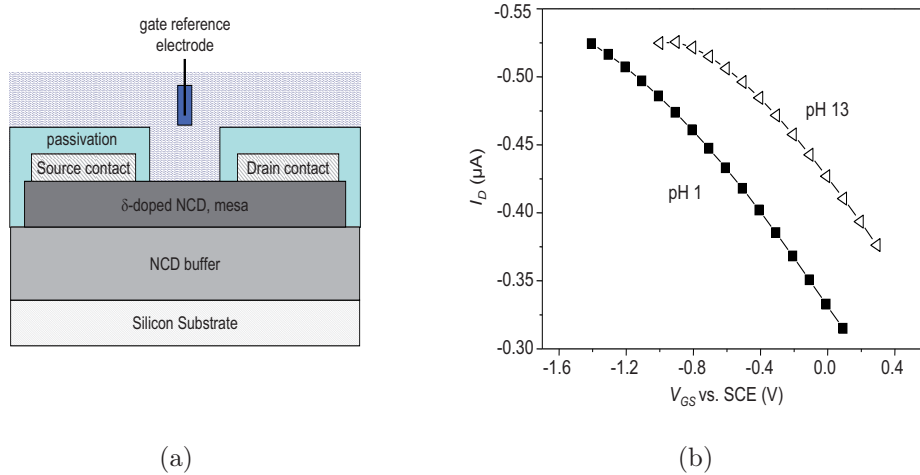 gate reference
electrode
passivation
Source contact
Drain contact
δ-doped NCD, mesa
NCD buffer
Silicon Substrate
(a)
-0.55
-0.50
-0.45
-0.40
-0.35
-0.30
I_D (μA)
pH 13
pH 1
-1.6 -1.2 -0.8 -0.4 0.0 0.4
V_GS vs. SCE (V)
(b)